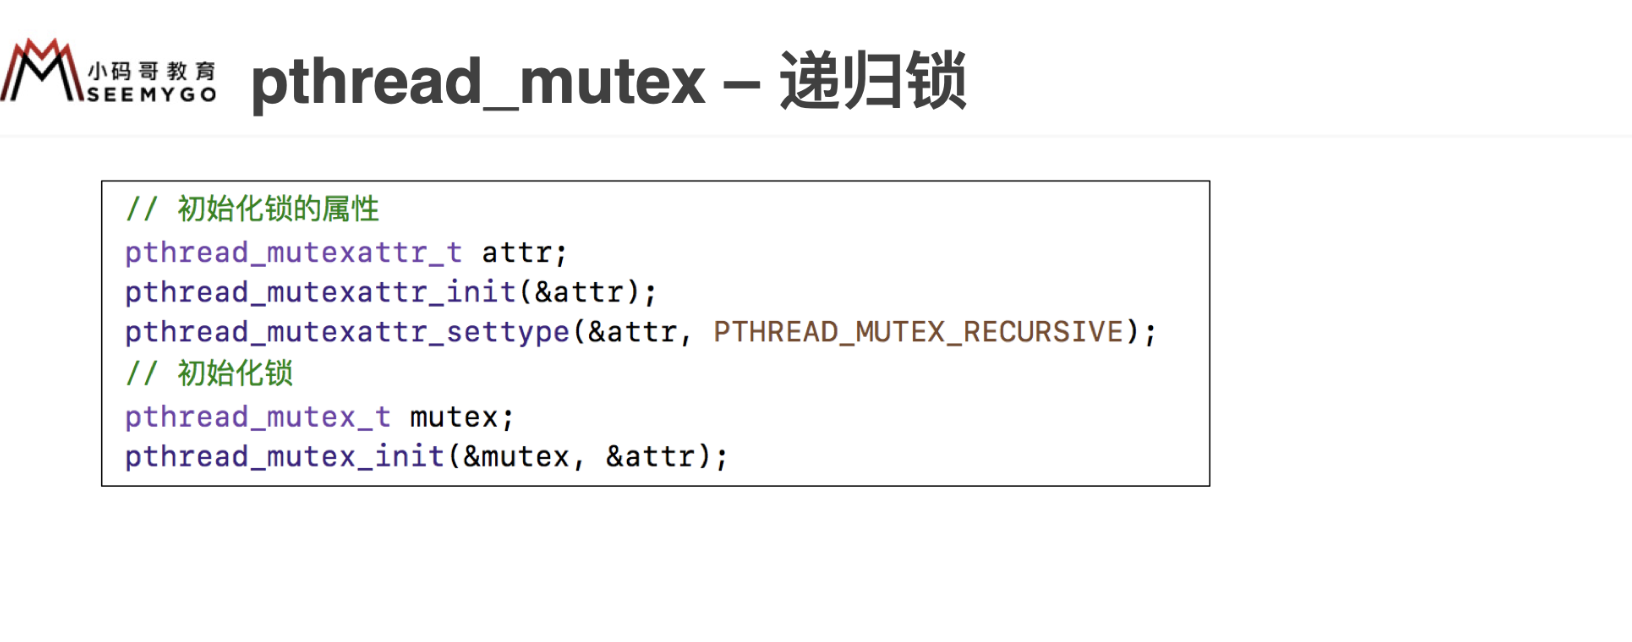 小码哥教育
SEEMYGO
pthread_mutex – 递归锁
// 初始化锁的属性
pthread_mutexattr_t attr;
pthread_mutexattr_init(&attr);
pthread_mutexattr_settype(&attr, PTHREAD_MUTEX_RECURSIVE);
// 初始化锁
pthread_mutex_t mutex;
pthread_mutex_init(&mutex, &attr);